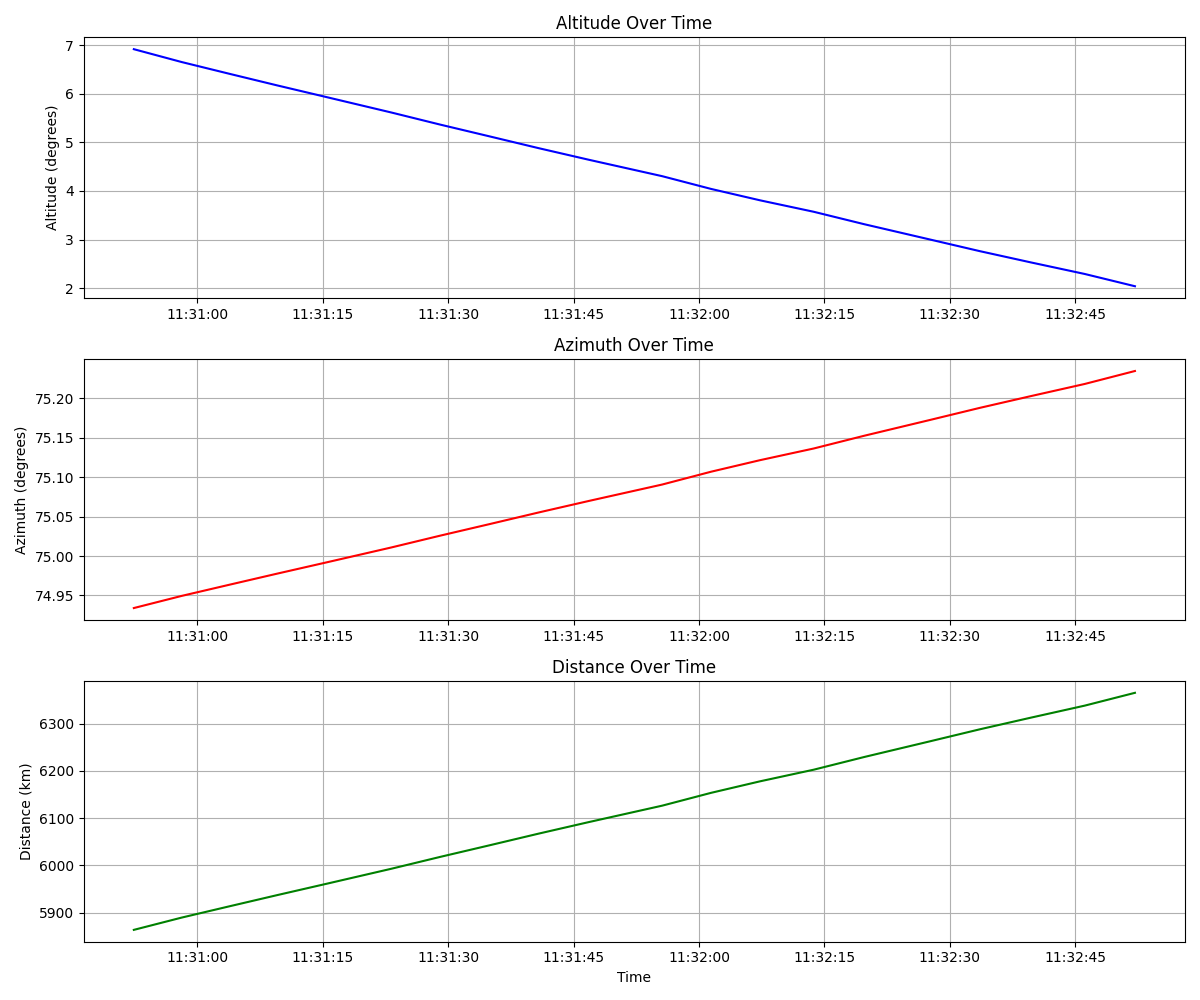 Altitude Over Time
Altitude (degrees)
7
6
5
4
3
2
11:31:00 11:31:15 11:31:30 11:31:45 11:32:00 11:32:15 11:32:30 11:32:45
Azimuth Over Time
Azimuth (degrees)
75.20
75.15
75.10
75.05
75.00
74.95
11:31:00 11:31:15 11:31:30 11:31:45 11:32:00 11:32:15 11:32:30 11:32:45
Distance Over Time
Distance (km)
6300
6200
6100
6000
5900
11:31:00 11:31:15 11:31:30 11:31:45 11:32:00 11:32:15 11:32:30 11:32:45
Time